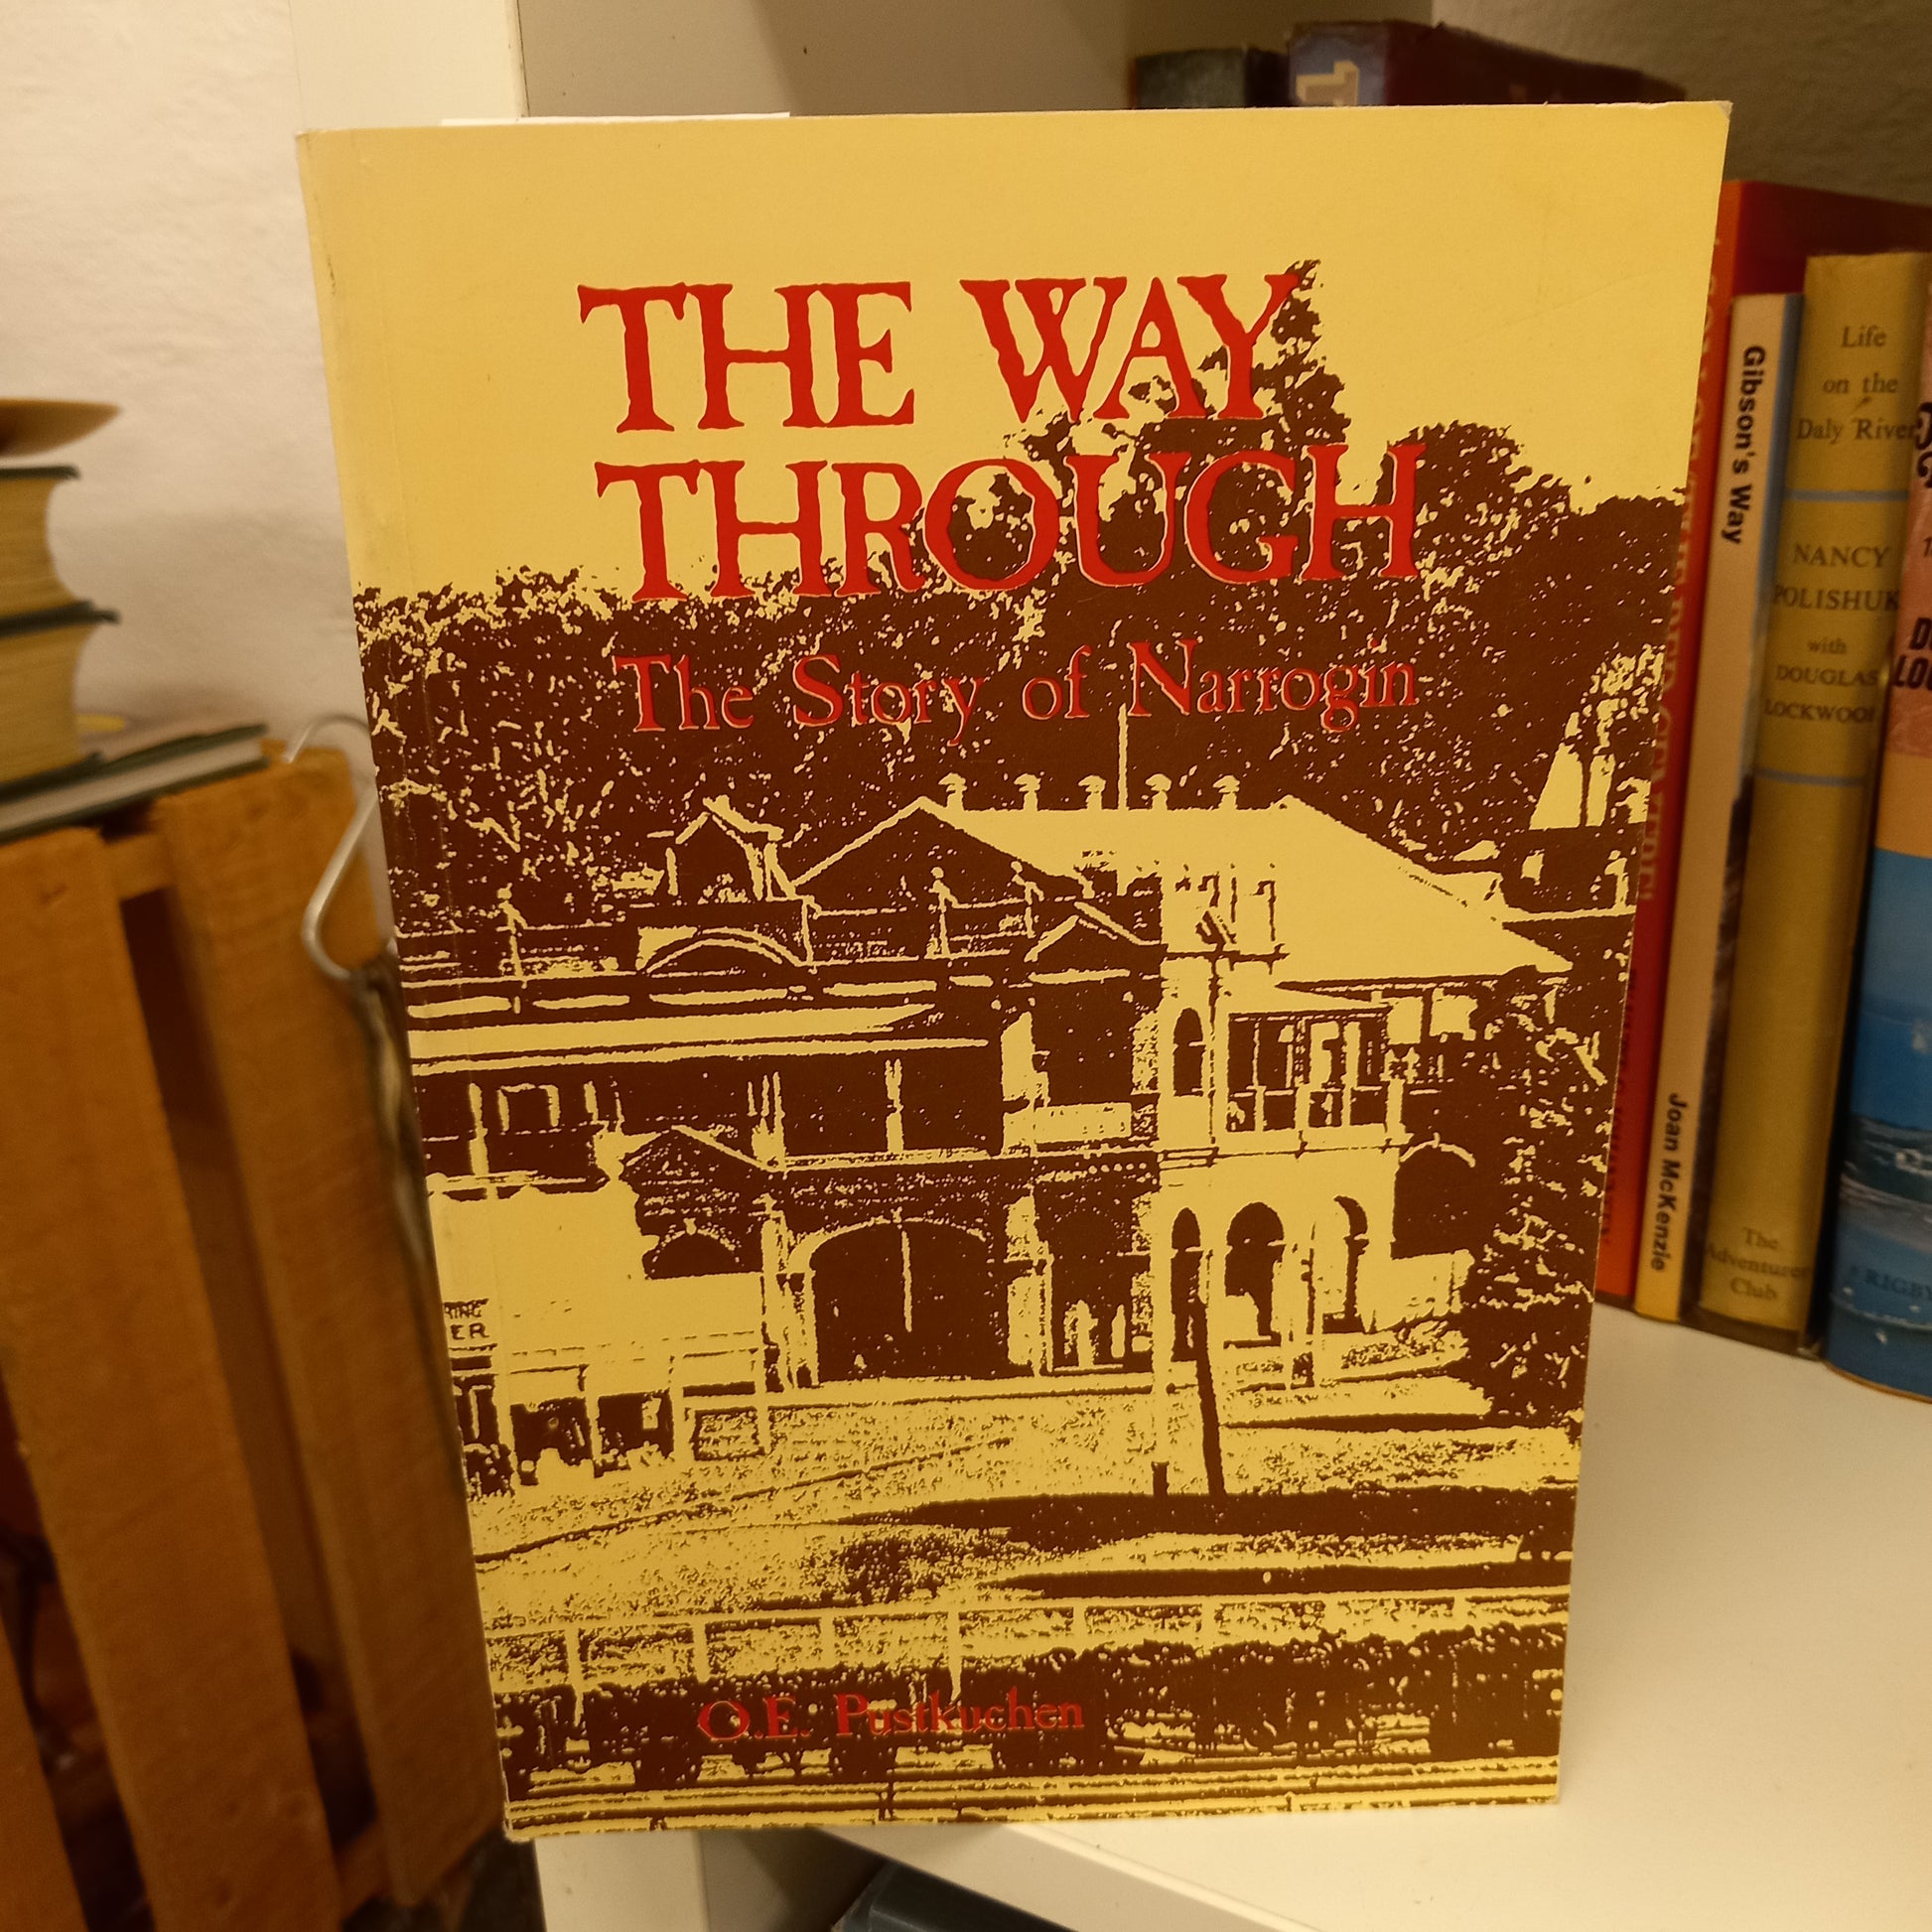 THE WAY
THROUGH
The Story of Narrogin
ER
O.E. Pustkuchen
Gibson's Way
Joan McKenzie
Life
on the
Daly River
NANCY
POLISHUK
with
DOUGLAS
LOCKWOOD
The
Adventurers
Club
RIGBY